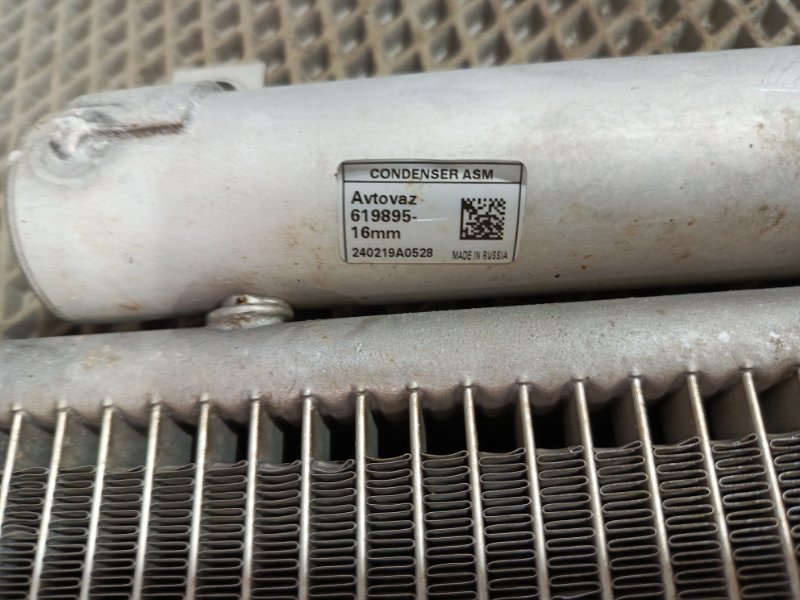 CONDENSER ASM
Avtovaz
619895-
16mm
240219A0528 MADE IN RUSSIA